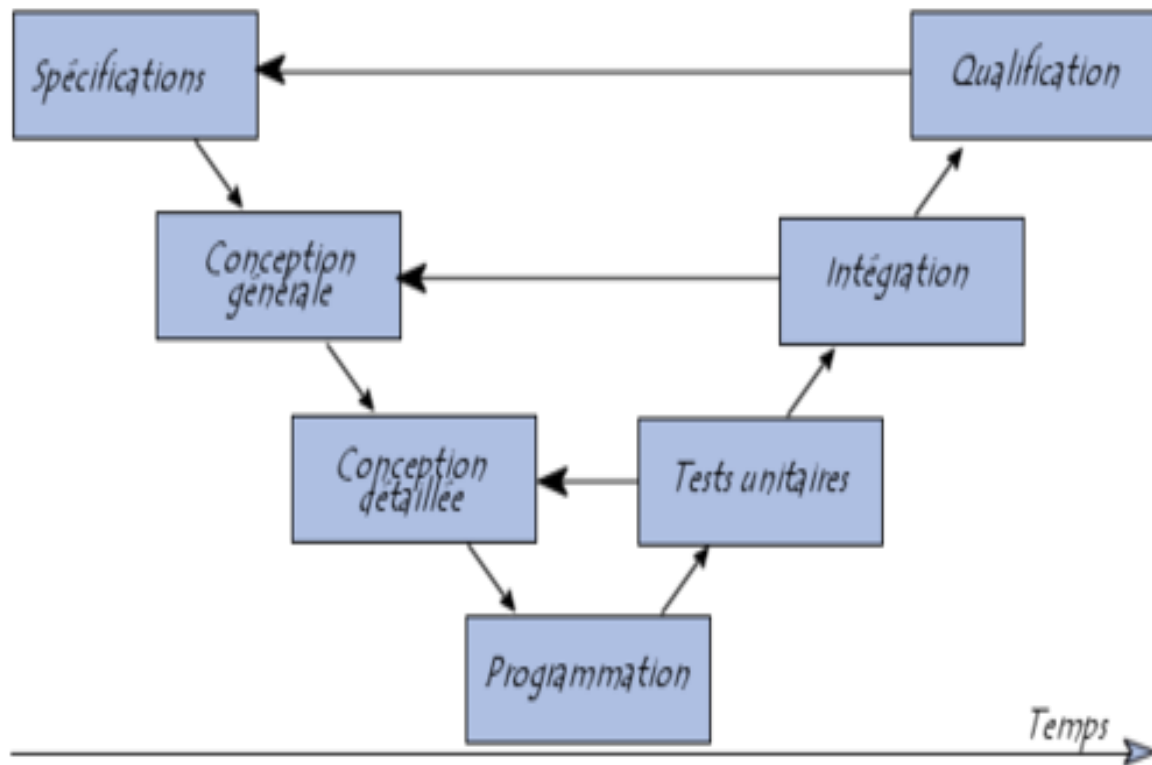 Spécifications
Qualification
Conception
générale
Intégration
Conception
détaillée
Tests unitaires
Programmation
Temps